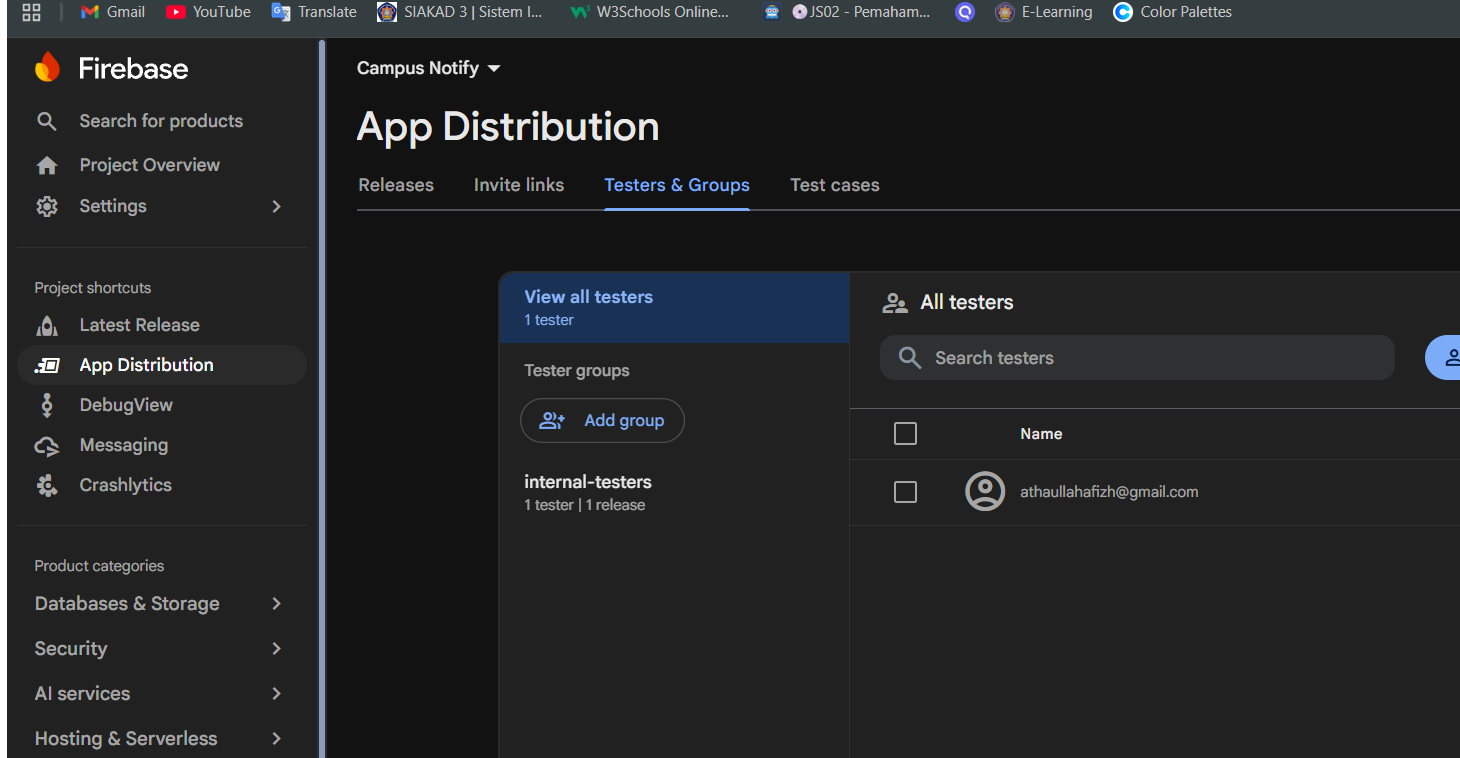 Gmail
YouTube
Translate
SIAKAD 3 | Sistem I...
W3Schools Online...
JS02 - Pemaham...
E-Learning
Color Palettes
Firebase
Search for products
Project Overview
Settings
Project shortcuts
Latest Release
App Distribution
DebugView
Messaging
Crashlytics
Product categories
Databases & Storage
Security
AI services
Hosting & Serverless
Campus Notify
App Distribution
Releases
Invite links
Testers & Groups
Test cases
View all testers
1 tester
Tester groups
Add group
internal-testers
1 tester | 1 release
All testers
Search testers
Name
athaullahafizh@gmail.com